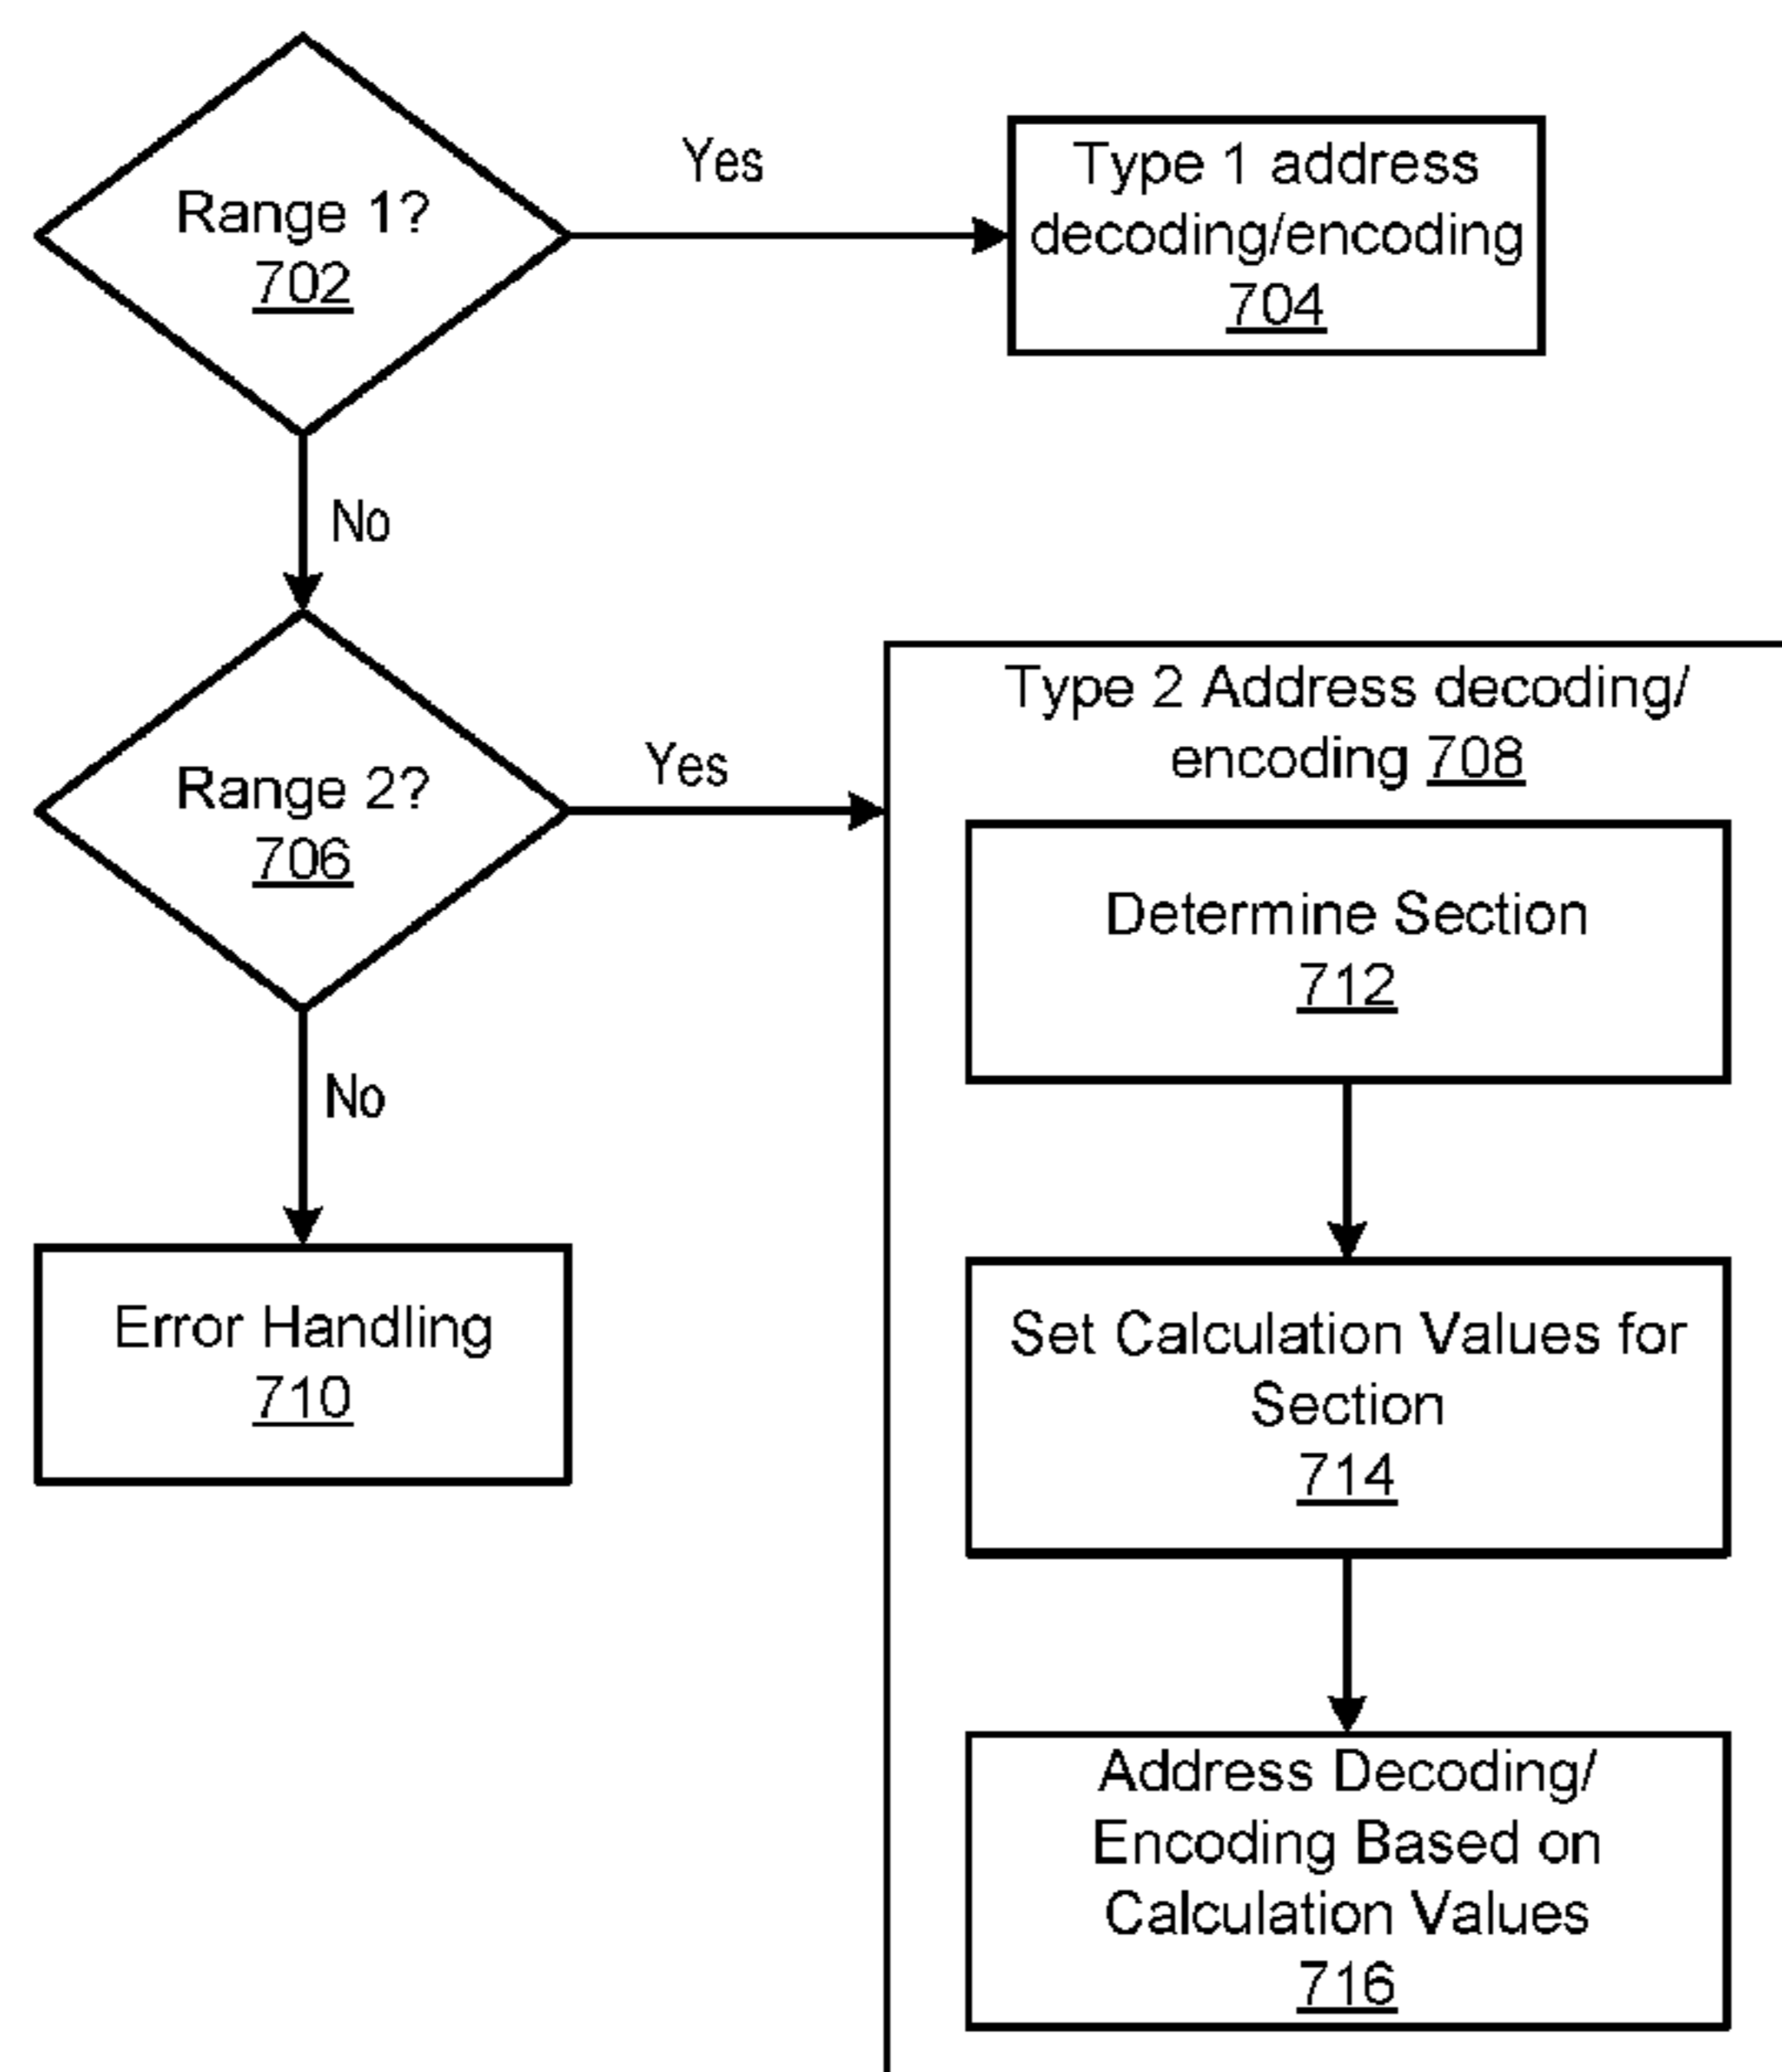 Range 1?
702
Yes
Type 1 address
decoding/encoding
704
No
Range 2?
706
Yes
Type 2 Address decoding/
encoding 708
Determine Section
712
No
Error Handling
710
Set Calculation Values for
Section
714
Address Decoding/
Encoding Based on
Calculation Values
716